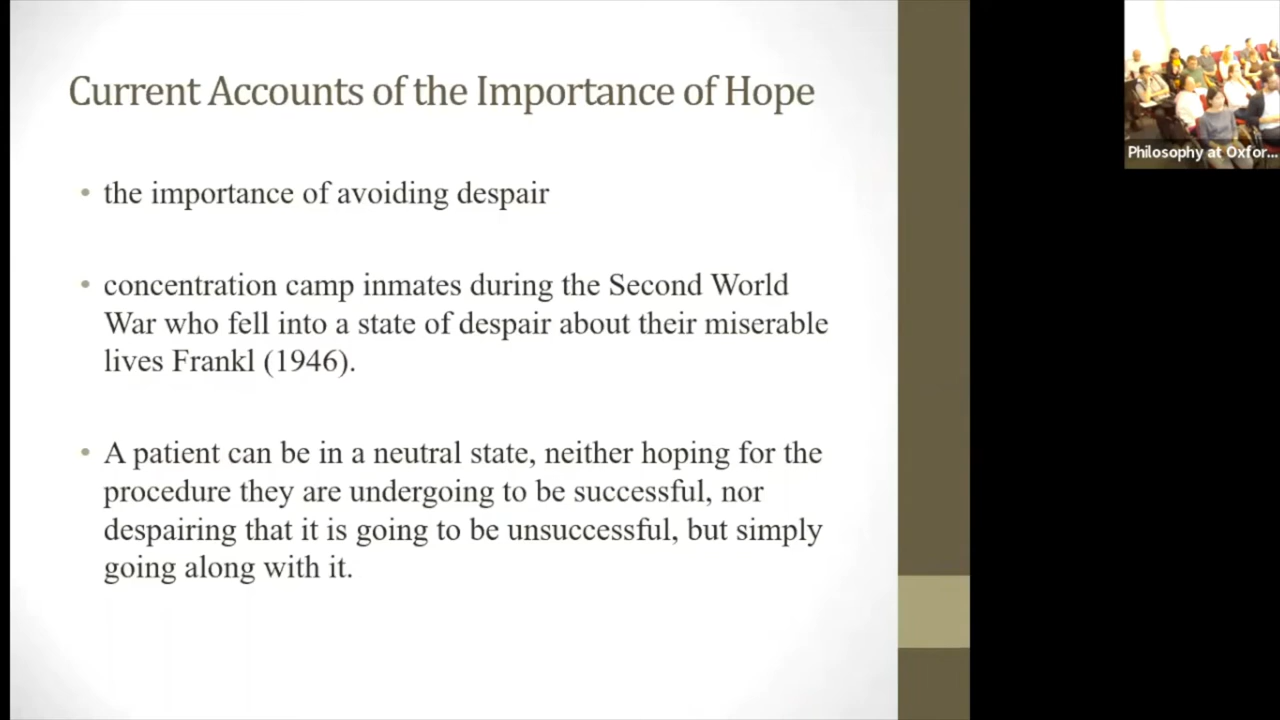 Current Accounts of the Importance of Hope
• the importance of avoiding despair
• concentration camp inmates during the Second World
War who fell into a state of despair about their miserable
lives Frankl (1946).
• A patient can be in a neutral state, neither hoping for the
procedure they are undergoing to be successful, nor
despairing that it is going to be unsuccessful, but simply
going along with it.
Philosophy at Oxfor...